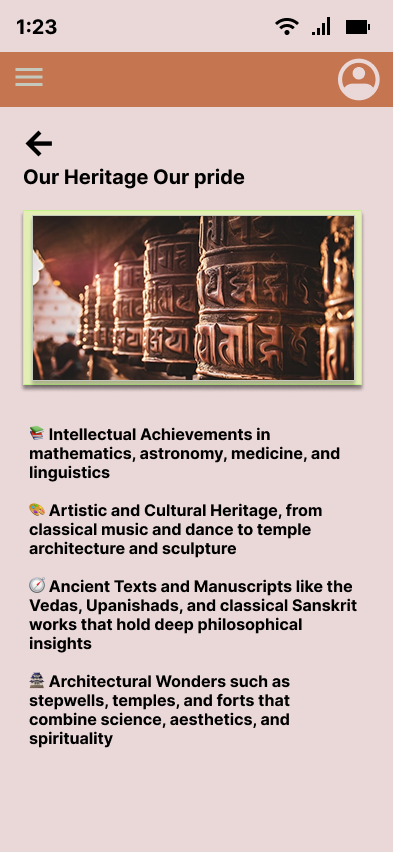 1:23
Our Heritage Our pride
📚 Intellectual Achievements in
mathematics, astronomy, medicine, and
linguistics
🎨 Artistic and Cultural Heritage, from
classical music and dance to temple
architecture and sculpture
🧭 Ancient Texts and Manuscripts like the
Vedas, Upanishads, and classical Sanskrit
works that hold deep philosophical
insights
🏯 Architectural Wonders such as
stepwells, temples, and forts that
combine science, aesthetics, and
spirituality